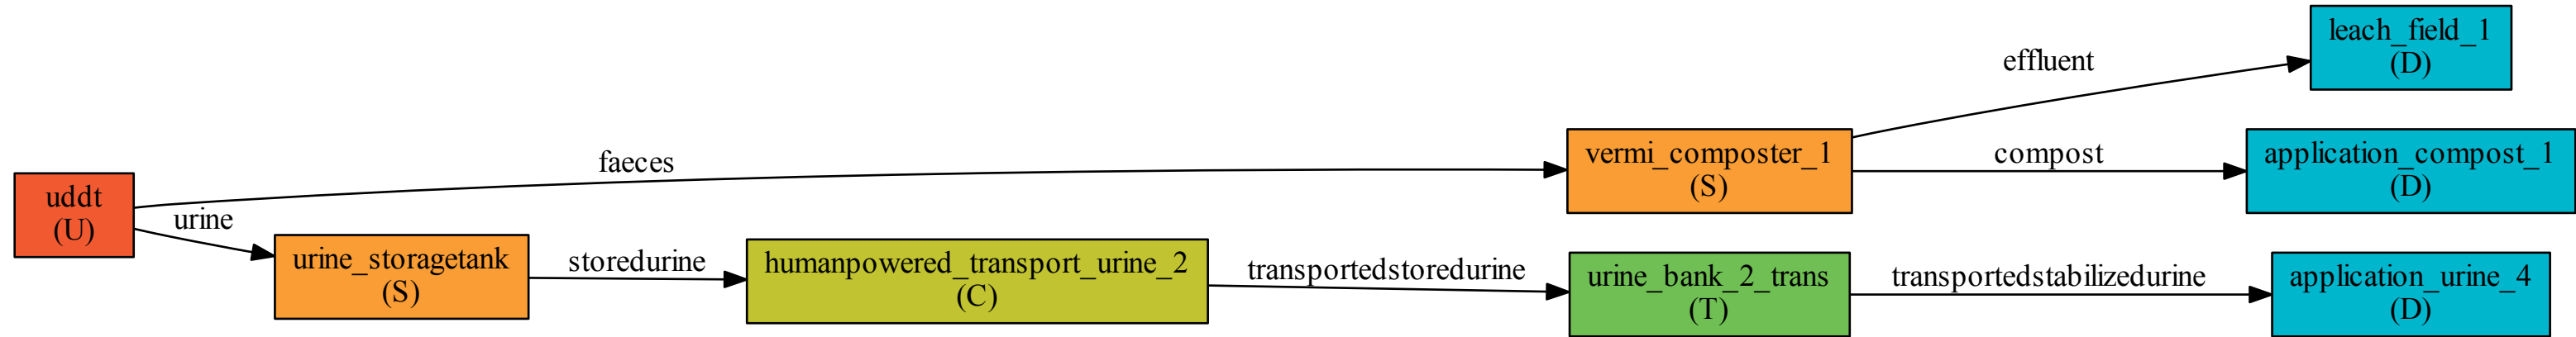 leach_field_1
(D)
effluent
vermi_composter_1
(S)
compost
application_compost_1
(D)
faeces
uddt
(U)
urine
urine_storagetank
(S)
storedurine
humanpowered_transport_urine_2
(C)
transportedstoredurine
urine_bank_2_trans
(T)
transportedstabilizedurine
application_urine_4
(D)